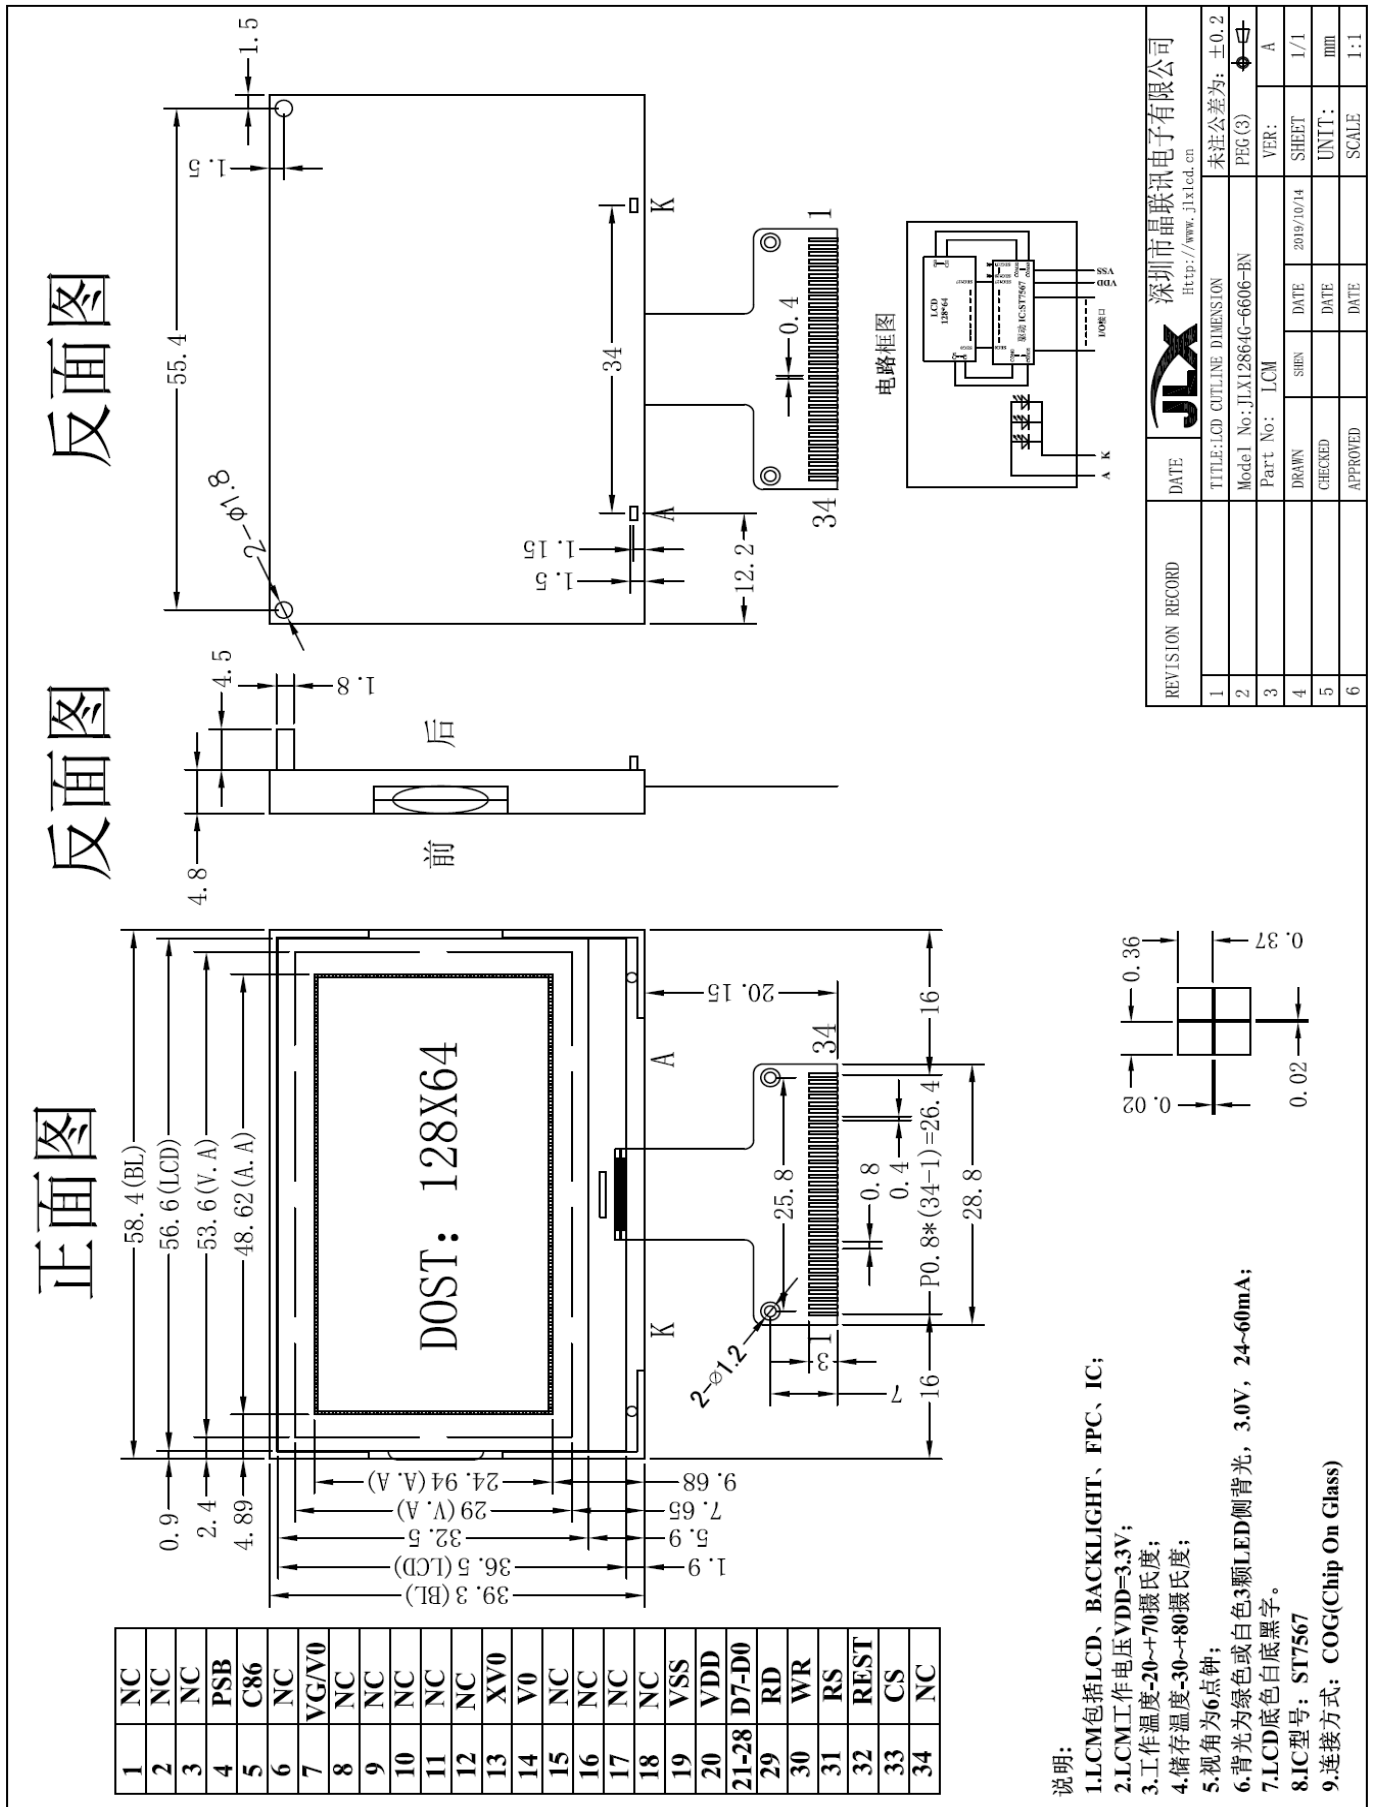 正面图
反面图
反面图
58.4(BL)
56.6(LCD)
53.6(V.A)
48.62(A.A)
0.9
2.4
4.89
DOST: 128X64
24.94(A.A)
29(V.A)
32.5
36.5(LCD)
39.3(BL)
9.68
7.65
5.9
1.9
K
A
20.15
2-∅1.2
25.8
1
34
3
7
0.8
0.4
16
P0.8*(34-1)=26.4
16
28.8
4.8
4.5
1.8
前
后
55.4
1.5
1.5
2-Φ1.8
34
A
K
1.15
1.5
12.2
0.4
34
1
0.36
0.37
0.02
0.02
电路框图
LCD
128*64
驱动 IC:ST7567
A
K
I/O接口
VDD
VSS
1 NC
2 NC
3 NC
4 PSB
5 C86
6 NC
7 VG/V0
8 NC
9 NC
10 NC
11 NC
12 NC
13 XV0
14 V0
15 NC
16 NC
17 NC
18 NC
19 VSS
20 VDD
21-28 D7-D0
29 RD
30 WR
31 RS
32 REST
33 CS
34 NC
说明:
1.LCM包括LCD、BACKLIGHT、FPC、IC;
2.LCM工作电压VDD=3.3V;
3.工作温度-20~+70摄氏度;
4.储存温度-30~+80摄氏度;
5.视角为6点钟;
6.背光为绿色或白色3颗LED侧背光，3.0V，24~60mA;
7.LCD底色白底黑字。
8.IC型号: ST7567
9.连接方式: COG(Chip On Glass)
REVISION RECORD DATE
JLX 深圳市晶联讯电子有限公司
Http://www.jlxlcd.cn
1 TITLE:LCD CUTLINE DIMENSION 未注公差为: ±0.2
2 Model No:JLX12864G-6606-BN PEG(3)
3 Part No: LCM VER: A
4 DRAWN SHEN DATE 2019/10/14 SHEET 1/1
5 CHECKED DATE UNIT: mm
6 APPROVED DATE SCALE 1:1